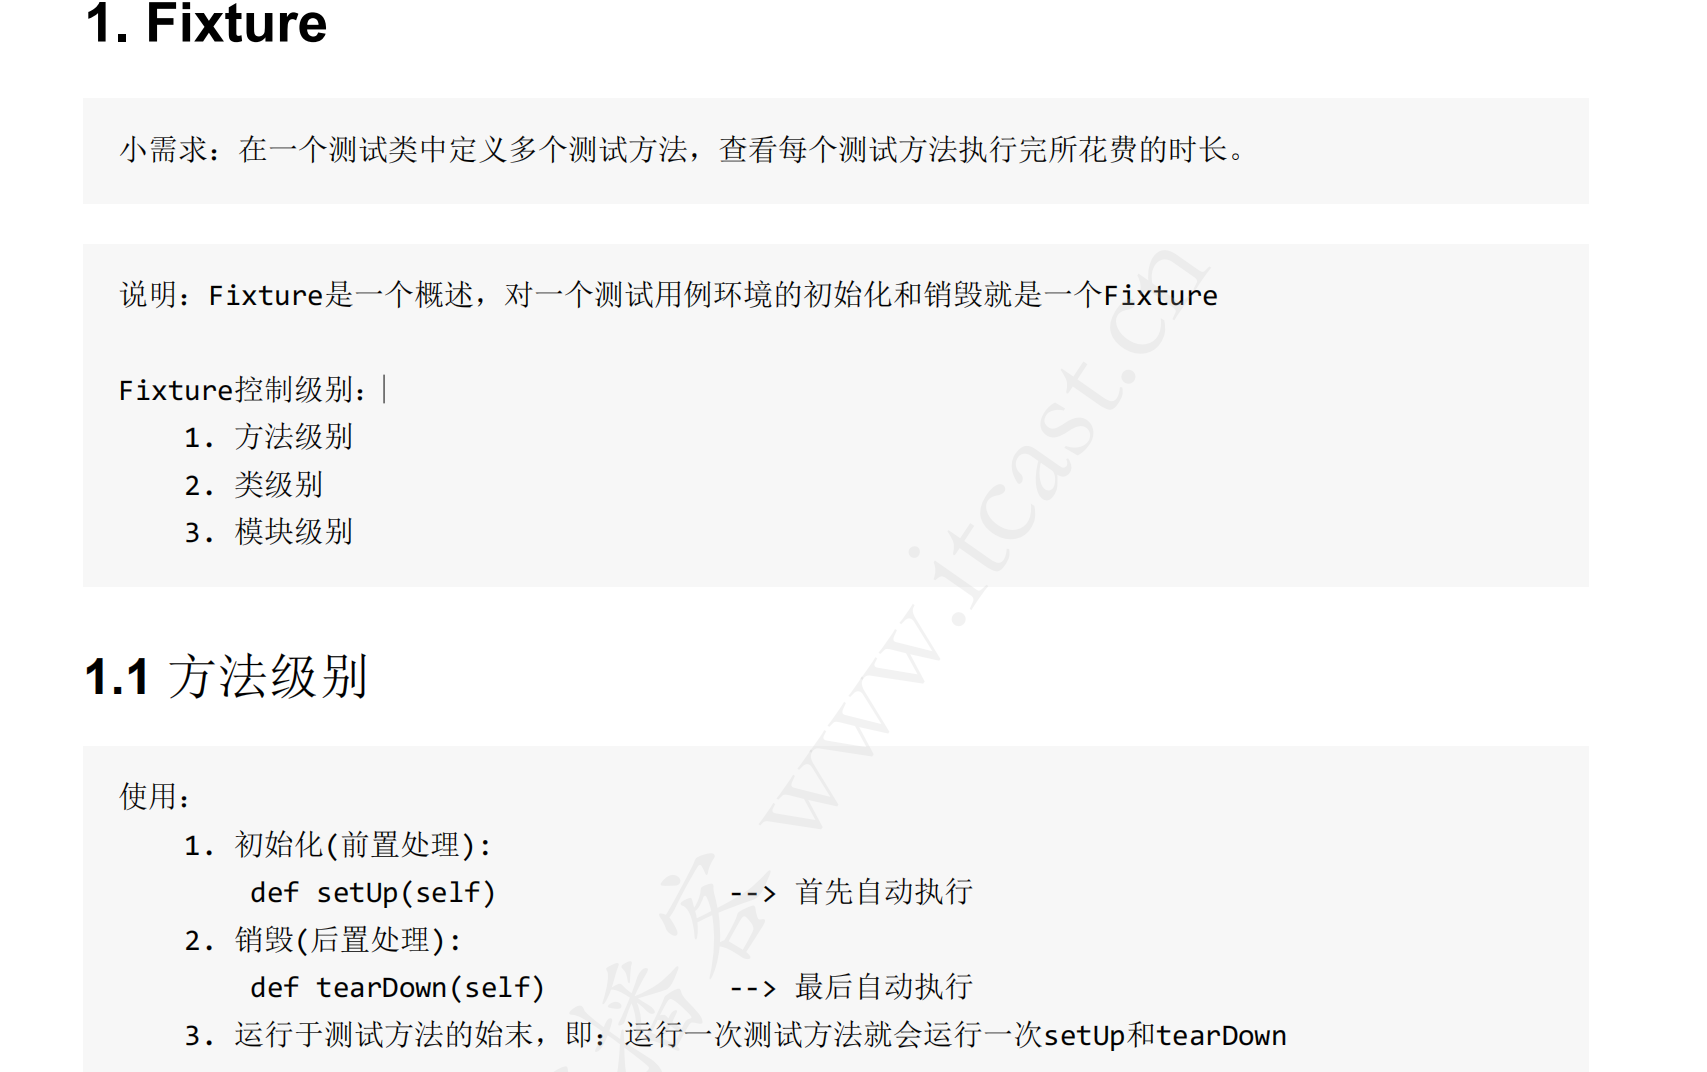 1. Fixture
小需求：在一个测试类中定义多个测试方法，查看每个测试方法执行完所花费的时长。
说明：Fixture是一个概述，对一个测试用例环境的初始化和销毁就是一个Fixture
Fixture控制级别：
1. 方法级别
2. 类级别
3. 模块级别
1.1 方法级别
使用：
1. 初始化(前置处理):
def setUp(self) --> 首先自动执行
2. 销毁(后置处理):
def tearDown(self) --> 最后自动执行
3. 运行于测试方法的始末，即：运行一次测试方法就会运行一次setUp和tearDown
播客 www.itcast.cn